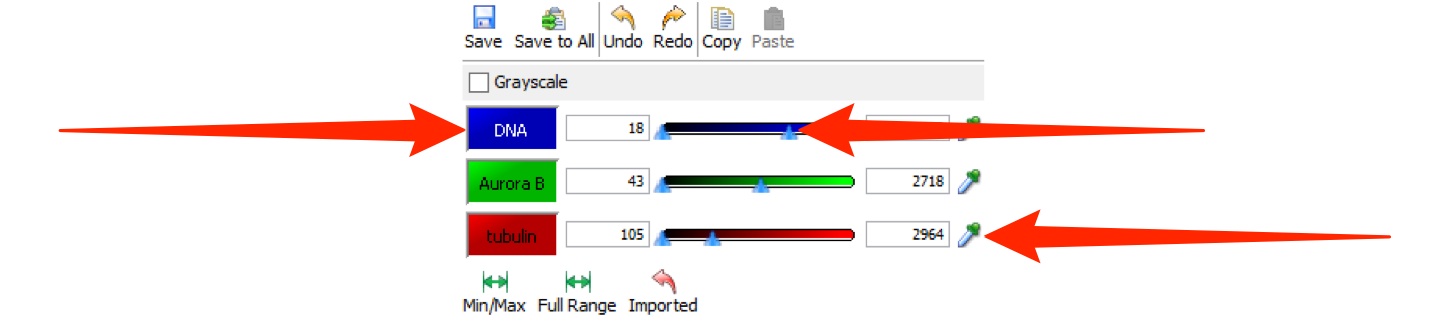 Save Save to All Undo Redo Copy Paste
Grayscale
DNA 18
Aurora B 43 2718
tubulin 105 2964
Min/Max Full Range Imported